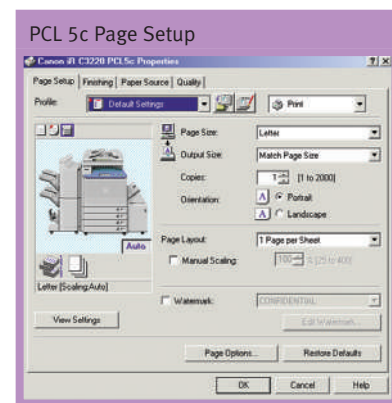 PCL 5c Page Setup
Canon iR C3220 PCL5c Properties
Page Setup Finishing Paper Source Quality
Profile: Default Settings Print
Page Size: Letter
Output Size: Match Page Size
Copies: 1 [1 to 2000]
Orientation: A Portrait
A Landscape
Auto
Page Layout: 1 Page per Sheet
Manual Scaling: 100 % [25 to 400]
Letter [Scaling:Auto]
Watermark: CONFIDENTIAL
View Settings
Edit Watermark...
Page Options... Restore Defaults
OK Cancel Help